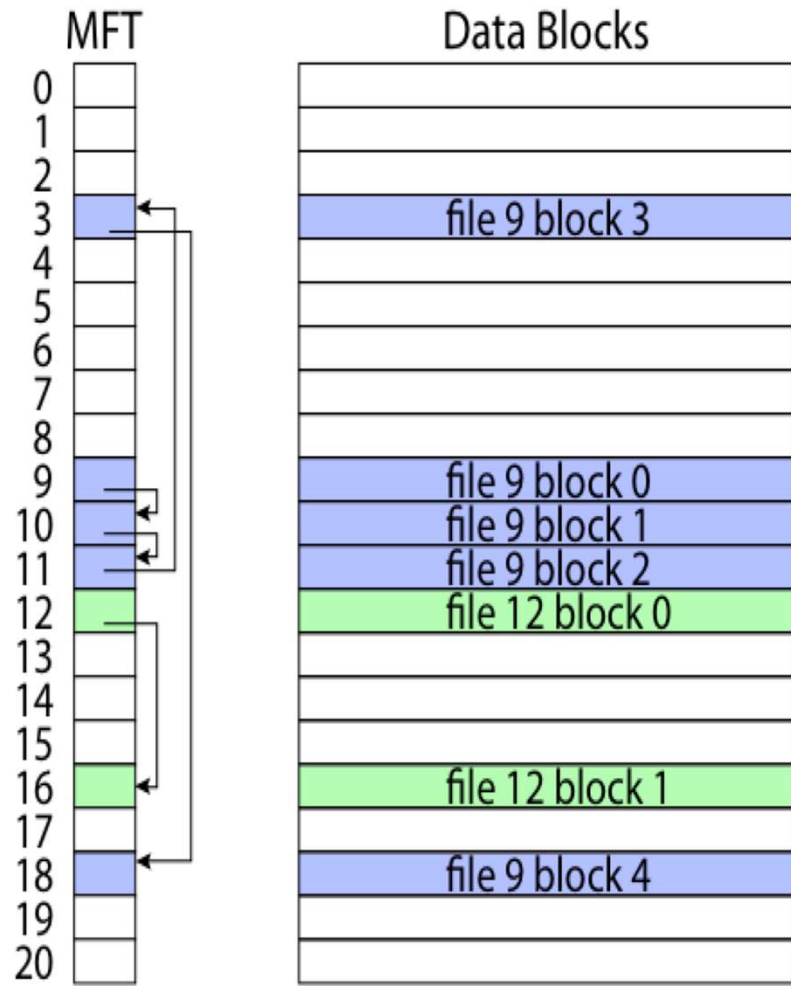 MFT Data Blocks
0
1
2
3 file 9 block 3
4
5
6
7
8
9 file 9 block 0
10 file 9 block 1
11 file 9 block 2
12 file 12 block 0
13
14
15
16 file 12 block 1
17
18 file 9 block 4
19
20